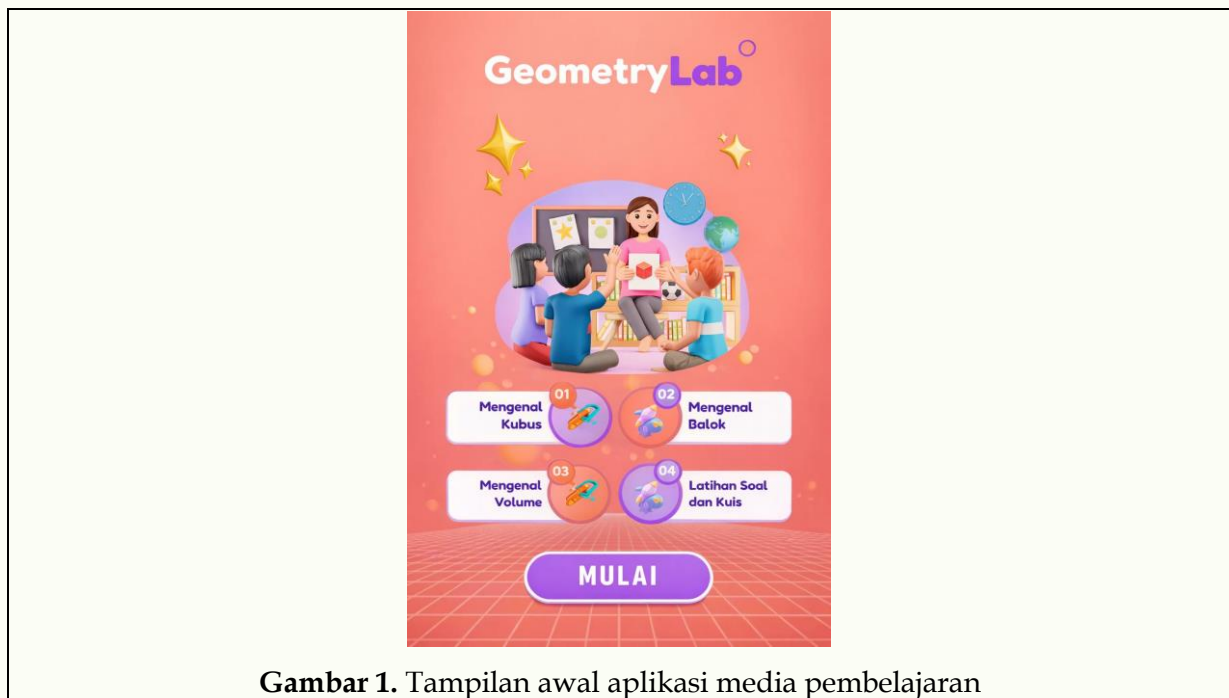 GeometryLab
01
Mengenal
Kubus
02
Mengenal
Balok
03
Mengenal
Volume
04
Latihan Soal
dan Kuis
MULAI
Gambar 1. Tampilan awal aplikasi media pembelajaran